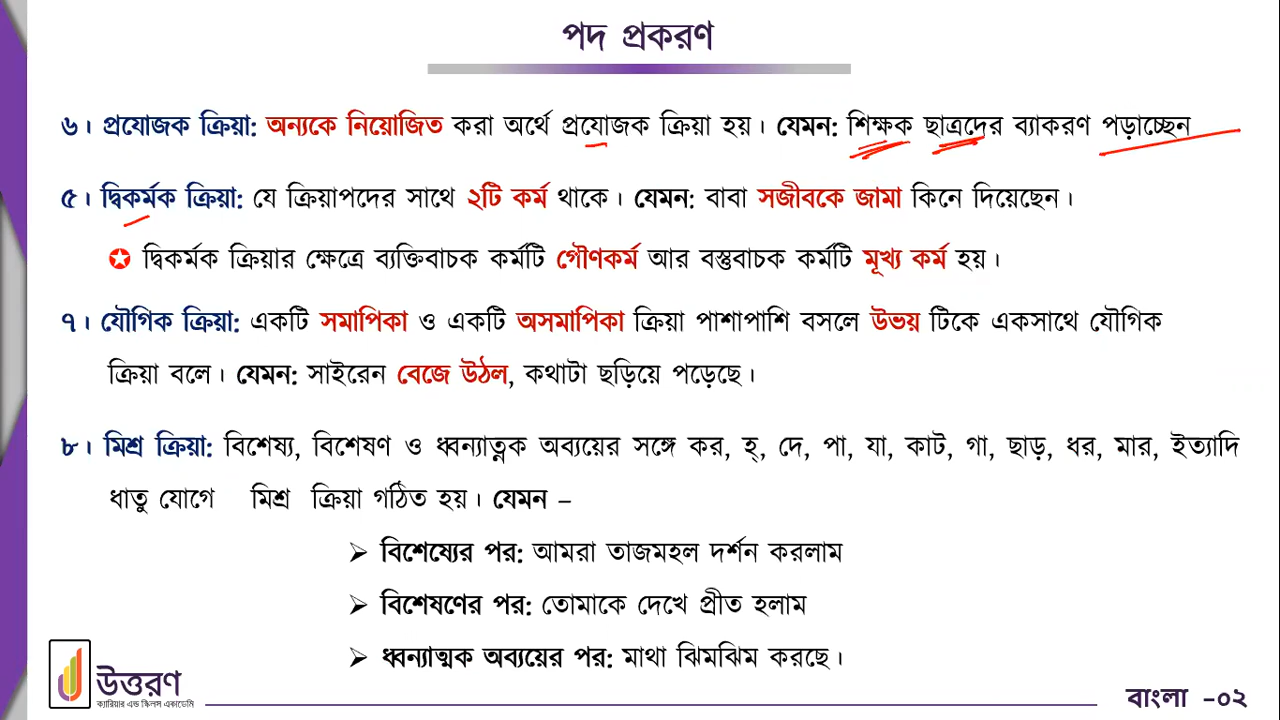 পদ প্রকরণ
৬। প্রযোজক ক্রিয়া: অন্যকে নিয়োজিত করা অর্থে প্রযোজক ক্রিয়া হয়। যেমন: শিক্ষক ছাত্রদের ব্যাকরণ পড়াচ্ছেন
৫। দ্বিকর্মক ক্রিয়া: যে ক্রিয়াপদের সাথে ২টি কর্ম থাকে। যেমন: বাবা সজীবকে জামা কিনে দিয়েছেন।
দ্বিকর্মক ক্রিয়ার ক্ষেত্রে ব্যক্তিবাচক কর্মটি গৌণকর্ম আর বস্তুবাচক কর্মটি মূখ্য কর্ম হয়।
৭। যৌগিক ক্রিয়া: একটি সমাপিকা ও একটি অসমাপিকা ক্রিয়া পাশাপাশি বসলে উভয় টিকে একসাথে যৌগিক
ক্রিয়া বলে। যেমন: সাইরেন বেজে উঠল, কথাটা ছড়িয়ে পড়েছে।
৮। মিশ্র ক্রিয়া: বিশেষ্য, বিশেষণ ও ধ্বন্যাত্নক অব্যয়ের সঙ্গে কর, হ্, দে, পা, যা, কাট, গা, ছাড়, ধর, মার, ইত্যাদি
ধাতু যোগে মিশ্র ক্রিয়া গঠিত হয়। যেমন –
➢ বিশেষ্যের পর: আমরা তাজমহল দর্শন করলাম
➢ বিশেষণের পর: তোমাকে দেখে প্রীত হলাম
➢ ধ্বন্যাত্মক অব্যয়ের পর: মাথা ঝিমঝিম করছে।
উত্তরণ
ক্যারিয়ার এন্ড স্কিলস একাডেমি
বাংলা -০২